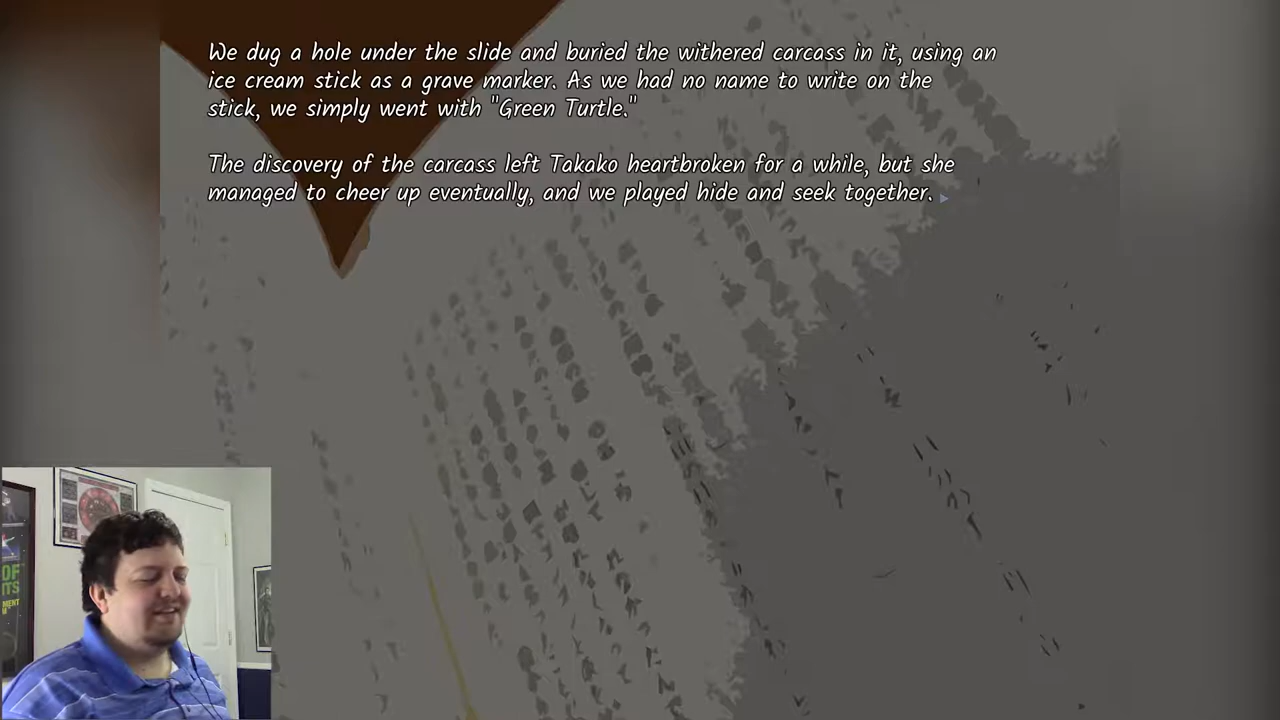 We dug a hole under the slide and buried the withered carcass in it, using an
ice cream stick as a grave marker. As we had no name to write on the
stick, we simply went with "Green Turtle."
The discovery of the carcass left Takako heartbroken for a while, but she
managed to cheer up eventually, and we played hide and seek together.
OF